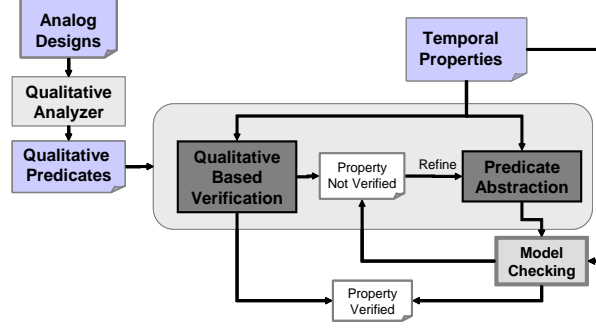 Analog
Designs
Temporal
Properties
Qualitative
Analyzer
Qualitative
Predicates
Qualitative
Based
Verification
Property
Not Verified
Refine
Predicate
Abstraction
Model
Checking
Property
Verified